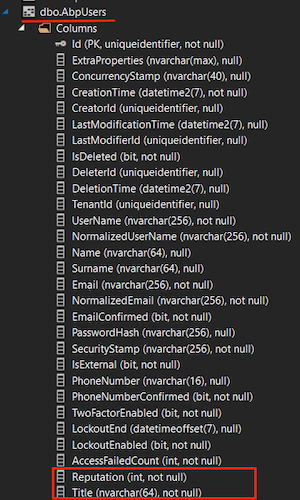 dbo.AbpUsers
Columns
Id (PK, uniqueidentifier, not null)
ExtraProperties (nvarchar(max), null)
ConcurrencyStamp (nvarchar(40), null)
CreationTime (datetime2(7), not null)
CreatorId (uniqueidentifier, null)
LastModificationTime (datetime2(7), null)
LastModifierId (uniqueidentifier, null)
IsDeleted (bit, not null)
DeleterId (uniqueidentifier, null)
DeletionTime (datetime2(7), null)
TenantId (uniqueidentifier, null)
UserName (nvarchar(256), not null)
NormalizedUserName (nvarchar(256), not null)
Name (nvarchar(64), null)
Surname (nvarchar(64), null)
Email (nvarchar(256), not null)
NormalizedEmail (nvarchar(256), not null)
EmailConfirmed (bit, not null)
PasswordHash (nvarchar(256), null)
SecurityStamp (nvarchar(256), not null)
IsExternal (bit, not null)
PhoneNumber (nvarchar(16), null)
PhoneNumberConfirmed (bit, not null)
TwoFactorEnabled (bit, not null)
LockoutEnd (datetimeoffset(7), null)
LockoutEnabled (bit, not null)
AccessFailedCount (int, not null)
Reputation (int, not null)
Title (nvarchar(64), not null)